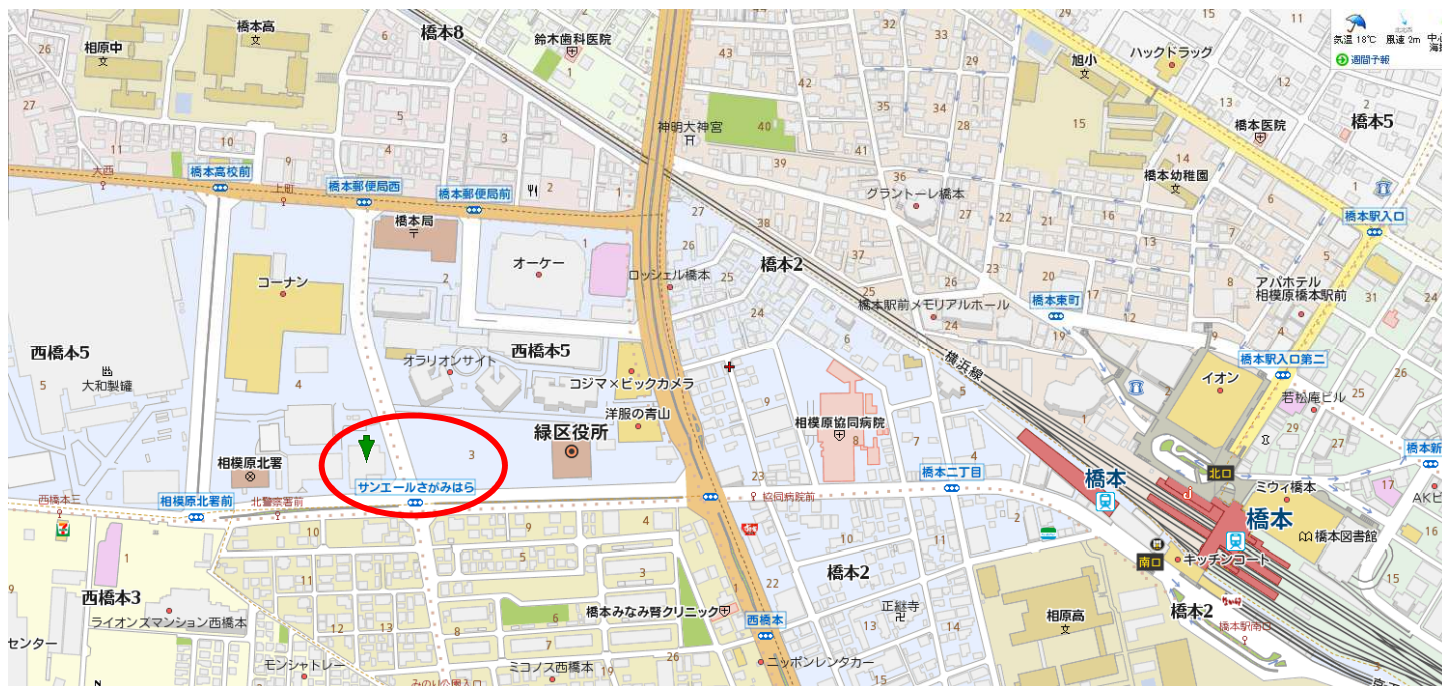 橋本高
相原中
橋本8
鈴木歯科医院
ハックドラッグ
旭小
気温 18℃
風速 2m
週間予報
橋本医院
橋本5
橋本幼稚園
神明大神宮
グラントーレ橋本
大西
橋本高校前
上町
橋本郵便局西
橋本郵便局前
橋本駅入口
橋本局
オーケー
コーナン
ロッシェル橋本
橋本2
橋本駅前メモリアルホール
橋本東町
アパホテル
相模原橋本駅前
西橋本5
大和製罐
オラリオンサイト
西橋本5
コジマ×ビックカメラ
横浜線
橋本駅入口第二
イオン
若松庵ビル
洋服の青山
緑区役所
相模原協同病院
相模原北署
サンエールさがみはら
橋本二丁目
橋本
北口
ミウィ橋本
橋本
橋本図書館
西橋本三
相模原北署前
北警察署前
協同病院前
南口
キッチンコート
橋本2
西橋本3
ライオンズマンション西橋本
センター
橋本みなみ腎クリニック
西橋本
正継寺
相原高
橋本2
橋本駅南口
モンシャトレー
ミコノス西橋本
ニッポンレンタカー
みのり公園入口